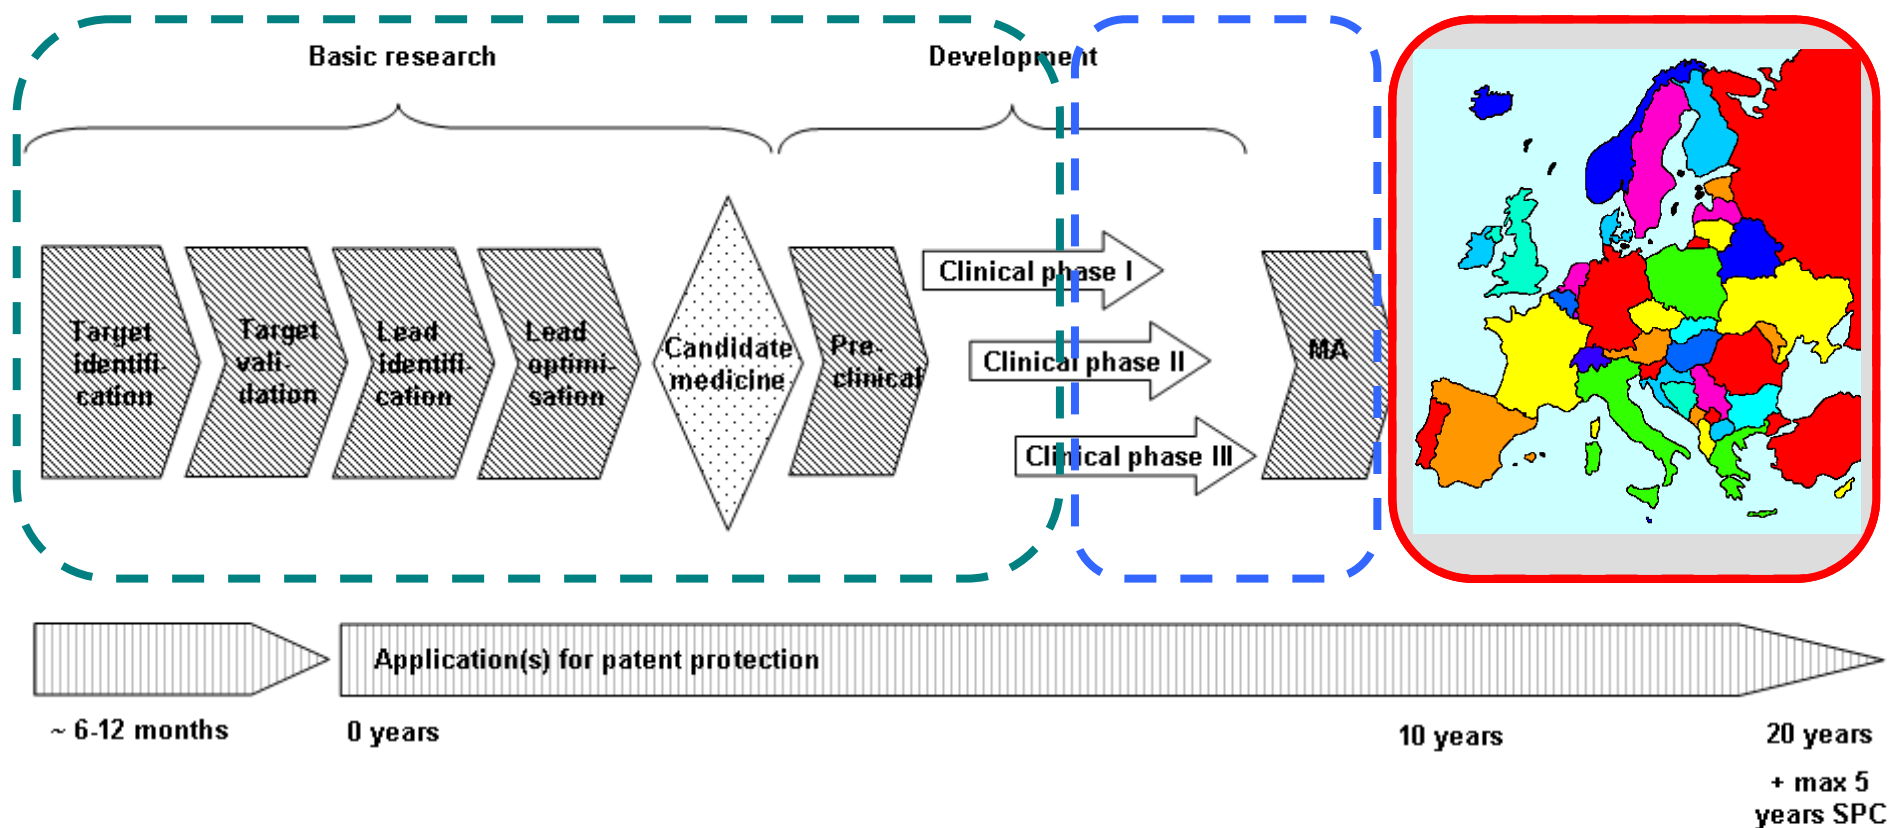 Basic research
Development
Target
identifi-
cation
Target
vali-
dation
Lead
identifi-
cation
Lead
optimi-
sation
Candidate
medicine
Pre-
clinical
Clinical phase I
Clinical phase II
Clinical phase III
MA
Application(s) for patent protection
~ 6-12 months
0 years
10 years
20 years
+ max 5
years SPC